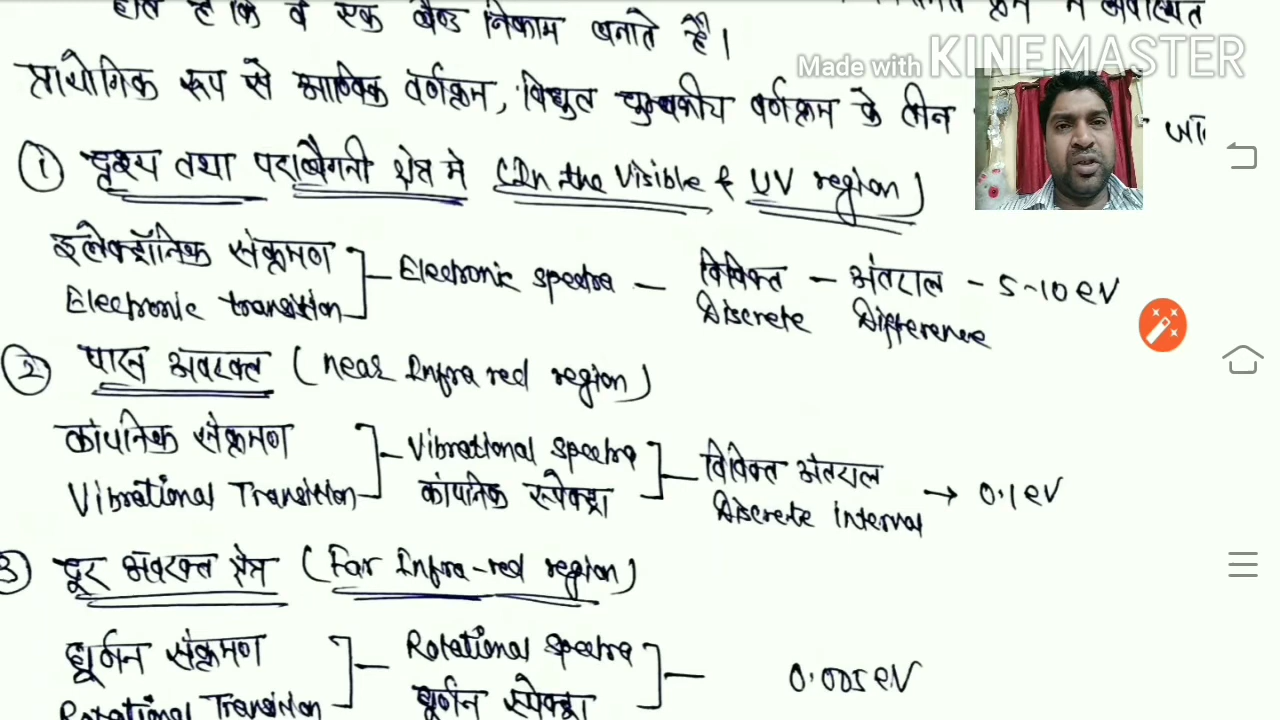 होते है कि वे एक बैण्ड निकाय बनाते है।
Made with KINEMASTER
प्रायोगिक रूप से आण्विक वर्णक्रम, विद्युत चुम्बकीय वर्णक्रम के तीन
① दृश्य तथा पराबैगनी क्षेत्र मे (In the Visible & UV region)
इलेक्ट्रॉनिक संक्रमण
Electronic transition
Electronic spectra — विविक्त – अंतराल – 5-10 eV
Discrete Difference
② पास अवरक्त (near Infra red region)
कांपनिक संक्रमण
Vibrational Transition
Vibrational spectra
कांपनिक स्पेक्ट्रा
विविक्त अंतराल
Discrete interval → 0.1 eV
3 दूर अवरक्त क्षेत्र (Far Infra-red region)
घूर्णन संक्रमण
Rotational Transition
Rotational spectra
घूर्णन स्पेक्ट्रा
0.005 eV